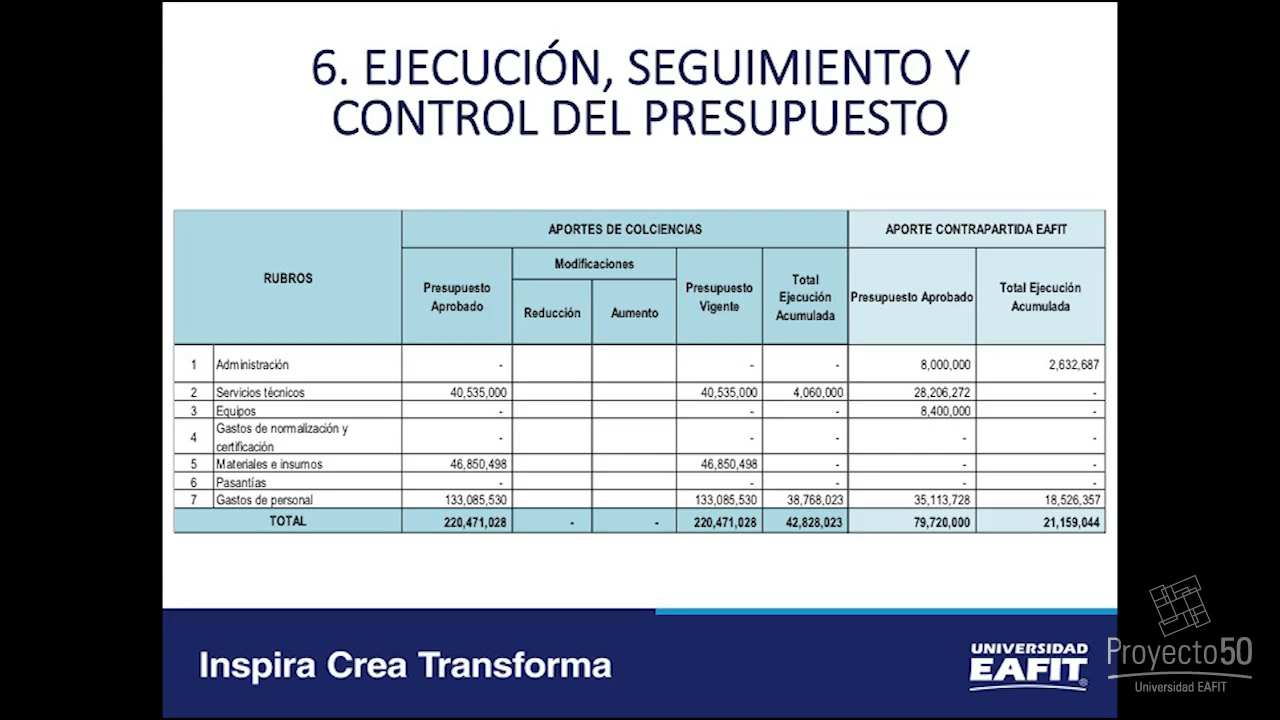 6. EJECUCIÓN, SEGUIMIENTO Y
CONTROL DEL PRESUPUESTO
RUBROS
APORTES DE COLCIENCIAS
APORTE CONTRAPARTIDA EAFIT
Presupuesto
Aprobado
Modificaciones
Reducción
Aumento
Presupuesto
Vigente
Total
Ejecución
Acumulada
Presupuesto Aprobado
Total Ejecución
Acumulada
1 Administración - - - 8,000,000 2,632,687
2 Servicios técnicos 40,535,000 40,535,000 4,060,000 28,206,272 -
3 Equipos - - - 8,400,000 -
4 Gastos de normalización y
certificación - - - - -
5 Materiales e insumos 46,850,498 46,850,498 - - -
6 Pasantías - - - - -
7 Gastos de personal 133,085,530 133,085,530 38,768,023 35,113,728 18,526,357
TOTAL 220,471,028 - - 220,471,028 42,828,023 79,720,000 21,159,044
Inspira Crea Transforma
UNIVERSIDAD
EAFIT
®
Proyecto50
Universidad EAFIT